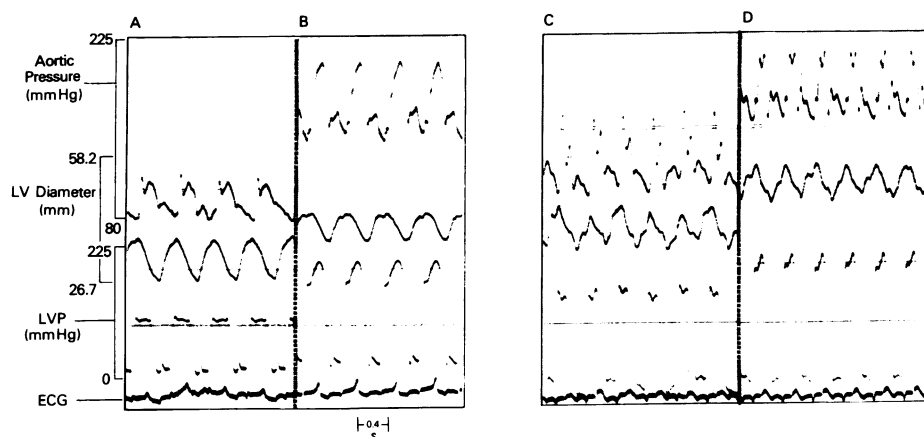 A
B
C
D
225
Aortic
Pressure
(mmHg)
58.2
LV Diameter
(mm)
80
225
26.7
LVP
(mmHg)
0
ECG
0.4
s